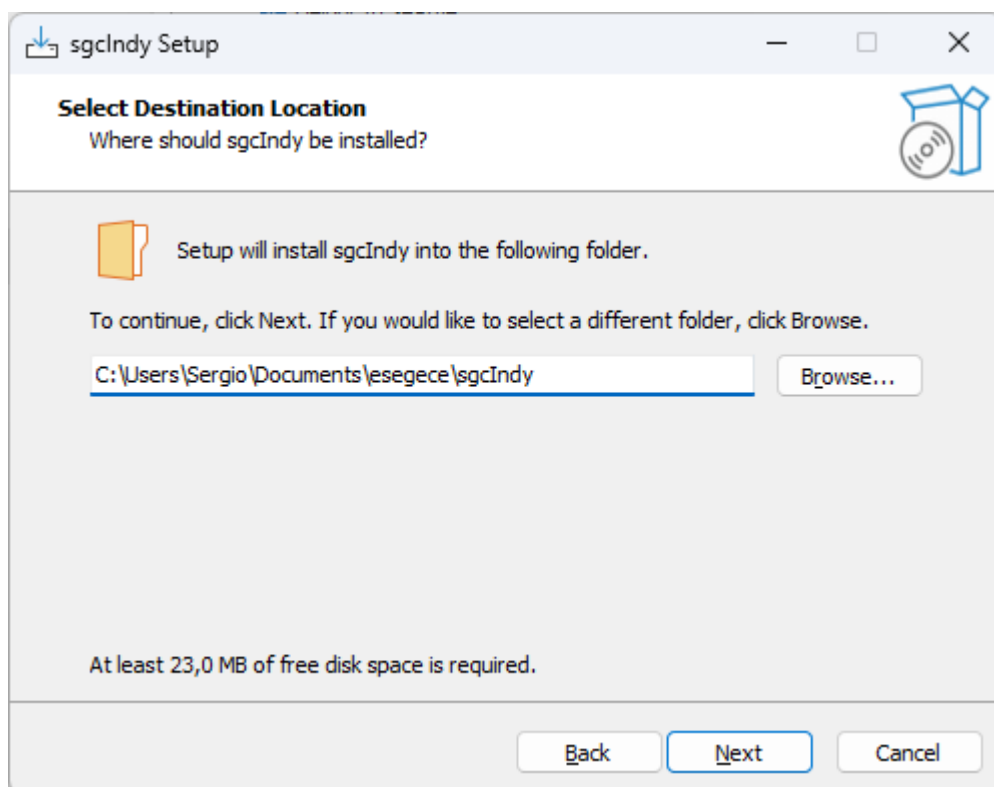 sgcIndy Setup
Select Destination Location
Where should sgcIndy be installed?
Setup will install sgcIndy into the following folder.
To continue, click Next. If you would like to select a different folder, click Browse.
C:\Users\Sergio\Documents\esegece\sgcIndy
Browse...
At least 23,0 MB of free disk space is required.
Back
Next
Cancel